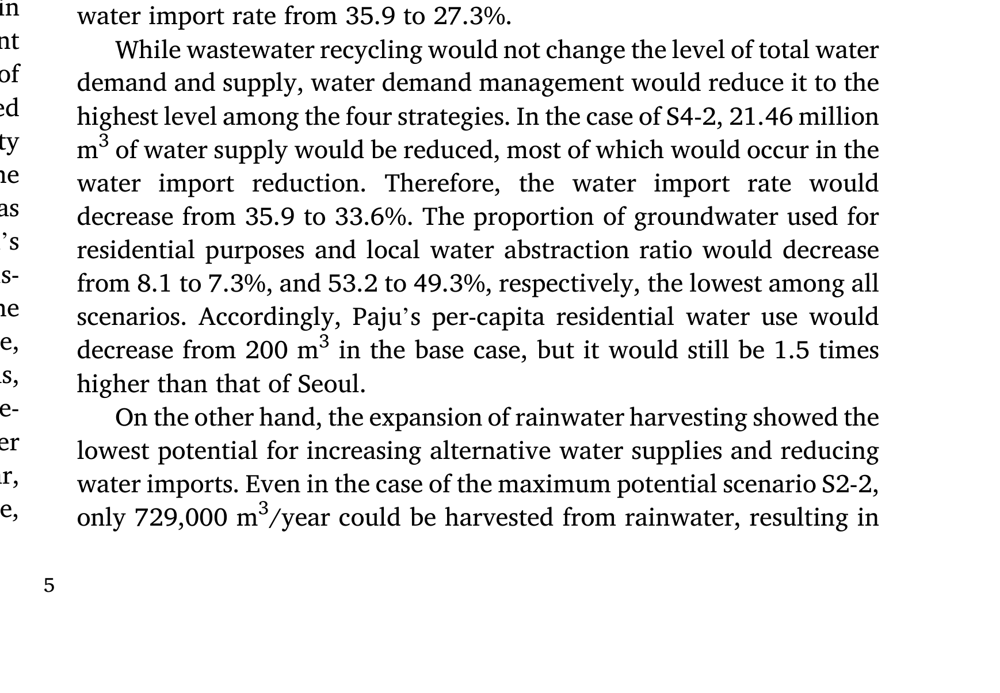 in
nt
of
ed
ty
ne
as
's
s-
ne
e,
s,
e-
er
r,
e,
water import rate from 35.9 to 27.3%.
While wastewater recycling would not change the level of total water
demand and supply, water demand management would reduce it to the
highest level among the four strategies. In the case of S4-2, 21.46 million
m³ of water supply would be reduced, most of which would occur in the
water import reduction. Therefore, the water import rate would
decrease from 35.9 to 33.6%. The proportion of groundwater used for
residential purposes and local water abstraction ratio would decrease
from 8.1 to 7.3%, and 53.2 to 49.3%, respectively, the lowest among all
scenarios. Accordingly, Paju's per-capita residential water use would
decrease from 200 m³ in the base case, but it would still be 1.5 times
higher than that of Seoul.
On the other hand, the expansion of rainwater harvesting showed the
lowest potential for increasing alternative water supplies and reducing
water imports. Even in the case of the maximum potential scenario S2-2,
only 729,000 m³/year could be harvested from rainwater, resulting in
5